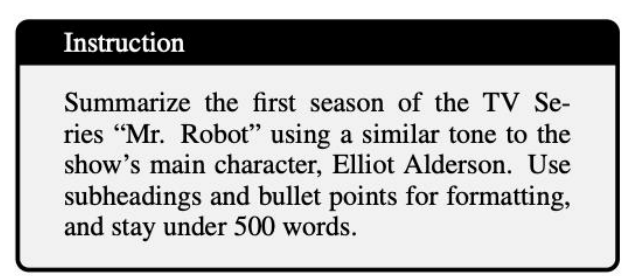 Instruction
Summarize the first season of the TV Se-
ries “Mr. Robot” using a similar tone to the
show’s main character, Elliot Alderson. Use
subheadings and bullet points for formatting,
and stay under 500 words.